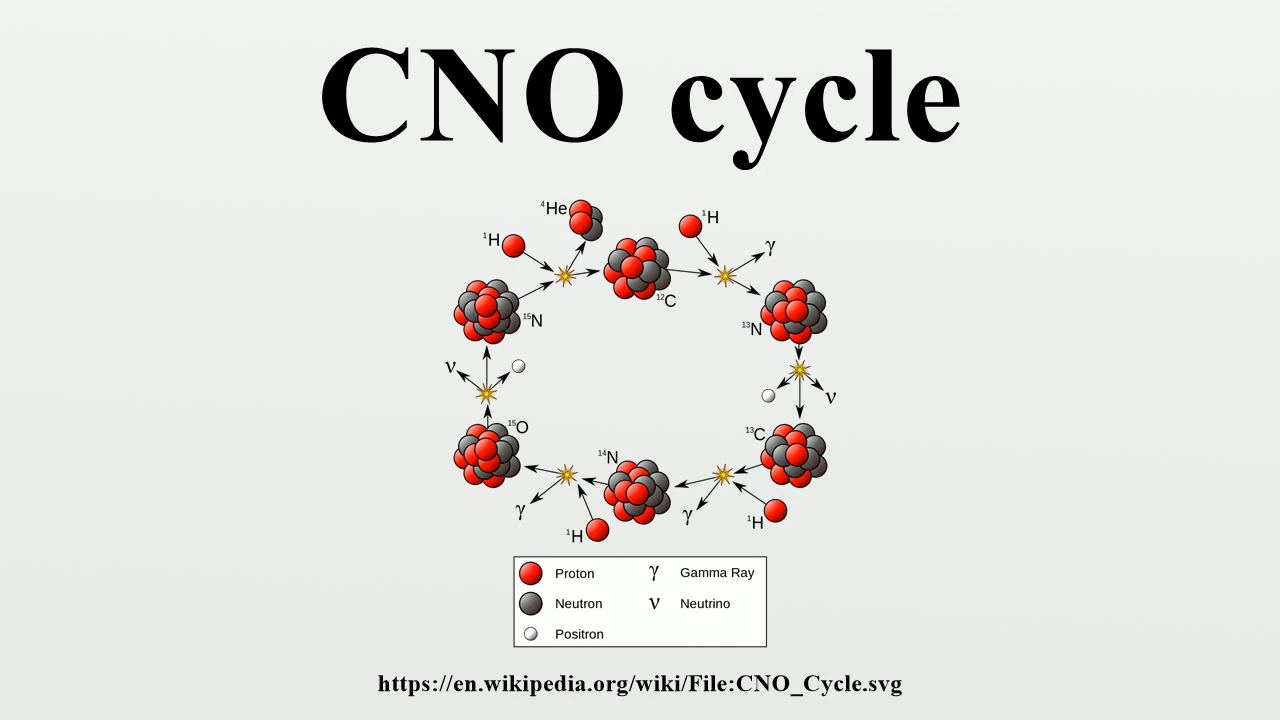 CNO cycle
⁴He
¹H
¹H
γ
¹²C
¹⁵N
¹³N
ν
ν
¹⁵O
¹³C
¹⁴N
γ
γ
¹H
¹H
Proton γ Gamma Ray
Neutron ν Neutrino
Positron
https://en.wikipedia.org/wiki/File:CNO_Cycle.svg